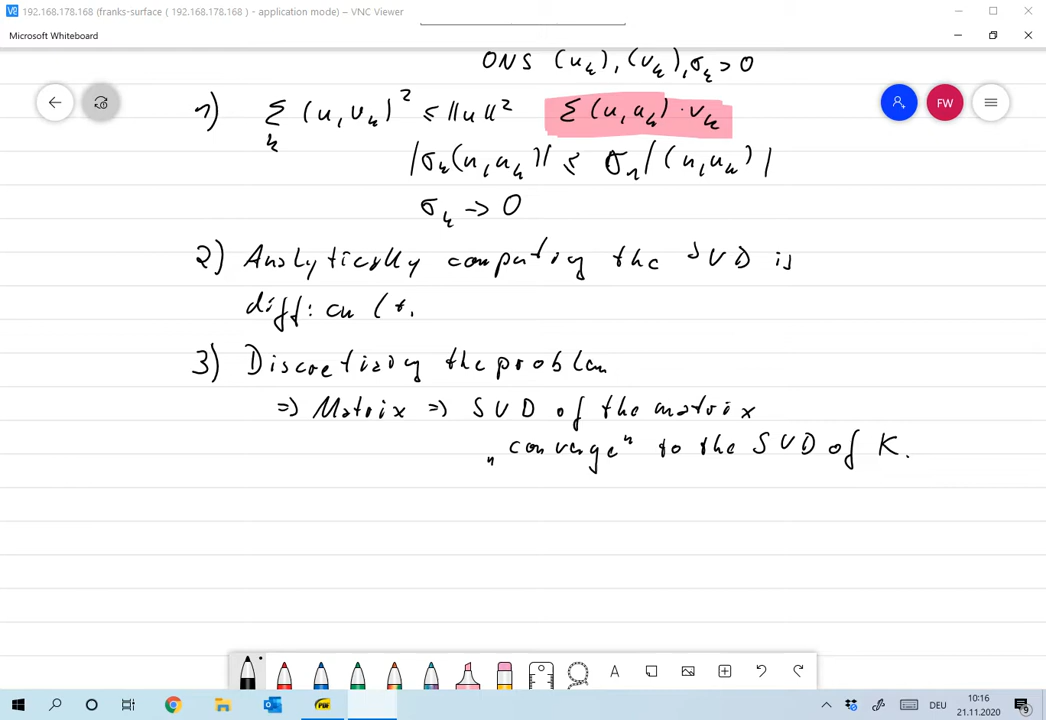 192.168.178.168 (franks-surface ( 192.168.178.168 ) - application mode) – VNC Viewer
Microsoft Whiteboard
ONS (u_k), (v_k), σ_k > 0
1) Σ_k (u, v_k)² ≤ ||u||² Σ (u, u_k) · v_k
|σ_k (u, u_k)| ≤ σ_1 |(u, u_k)|
σ_k → 0
2) Analytically computing the SVD is
difficult.
3) Discretizing the problem
⇒ Matrix ⇒ SVD of the matrix
„converge" to the SVD of K.
FW
A
DEU
10:16
21.11.2020
9